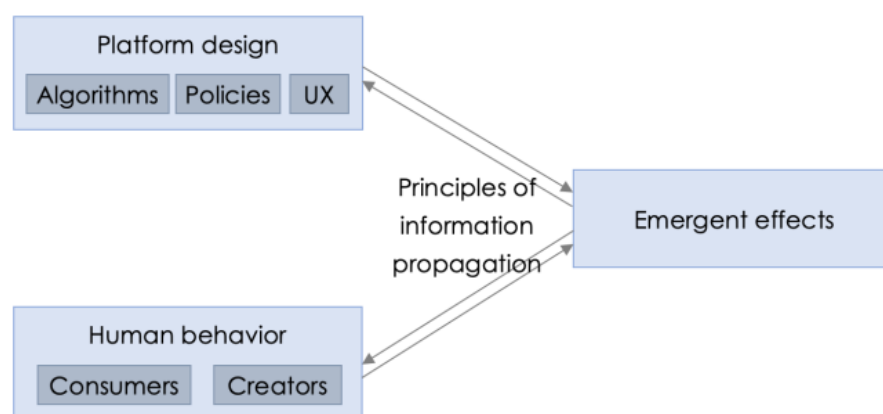 Platform design
Algorithms Policies UX
Principles of
information
propagation
Emergent effects
Human behavior
Consumers Creators